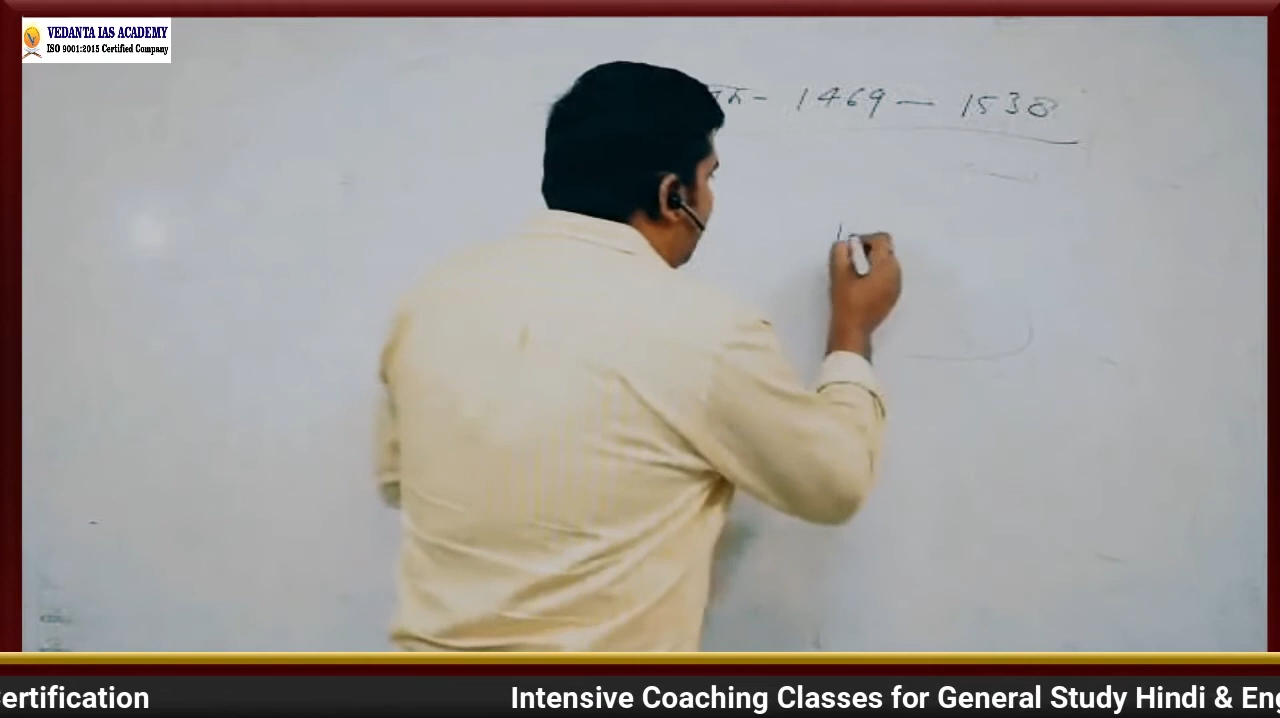 VEDANTA IAS ACADEMY
ISO 9001:2015 Certified Company
1469 — 1538
ertification Intensive Coaching Classes for General Study Hindi & Eng